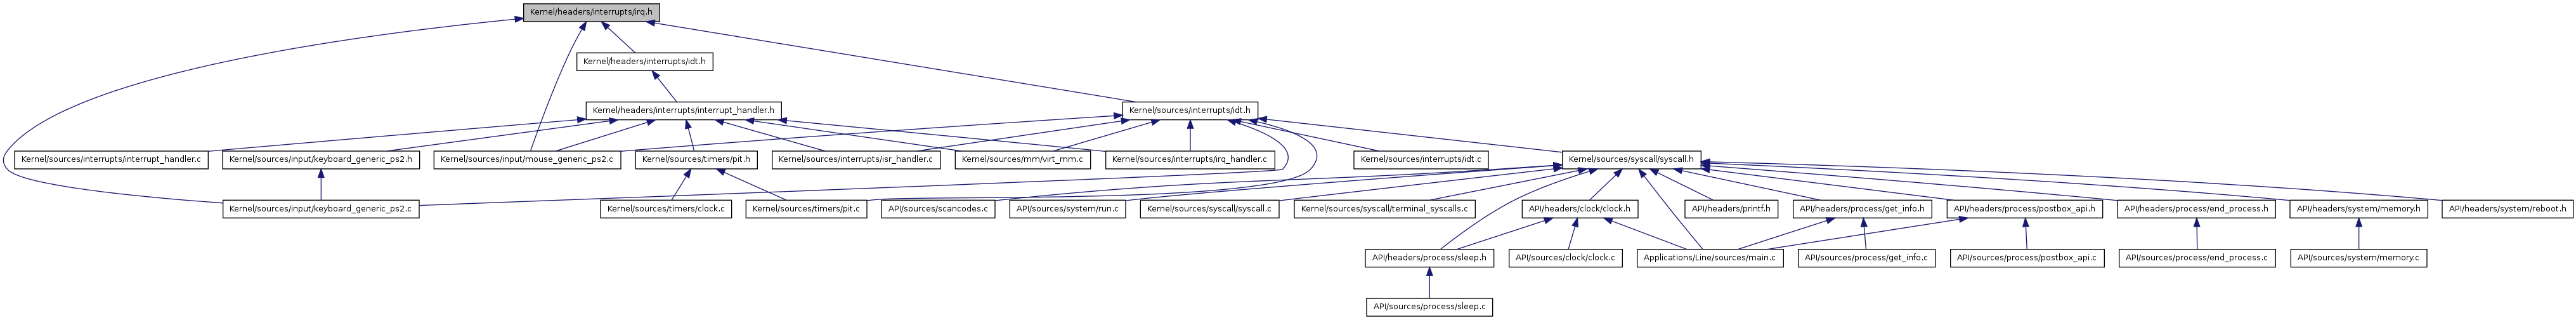 Kernel/headers/interrupts/irq.h
Kernel/headers/interrupts/idt.h
Kernel/headers/interrupts/interrupt_handler.h
Kernel/sources/interrupts/idt.h
Kernel/sources/interrupts/interrupt_handler.c
Kernel/sources/input/keyboard_generic_ps2.h
Kernel/sources/input/mouse_generic_ps2.c
Kernel/sources/timers/pit.h
Kernel/sources/interrupts/isr_handler.c
Kernel/sources/mm/virt_mm.c
Kernel/sources/interrupts/irq_handler.c
Kernel/sources/interrupts/idt.c
Kernel/sources/syscall/syscall.h
Kernel/sources/input/keyboard_generic_ps2.c
Kernel/sources/timers/clock.c
Kernel/sources/timers/pit.c
API/sources/scancodes.c
API/sources/system/run.c
Kernel/sources/syscall/syscall.c
Kernel/sources/syscall/terminal_syscalls.c
API/headers/clock/clock.h
API/headers/printf.h
API/headers/process/get_info.h
API/headers/process/postbox_api.h
API/headers/process/end_process.h
API/headers/system/memory.h
API/headers/system/reboot.h
API/headers/process/sleep.h
API/sources/clock/clock.c
Applications/Line/sources/main.c
API/sources/process/get_info.c
API/sources/process/postbox_api.c
API/sources/process/end_process.c
API/sources/system/memory.c
API/sources/process/sleep.c